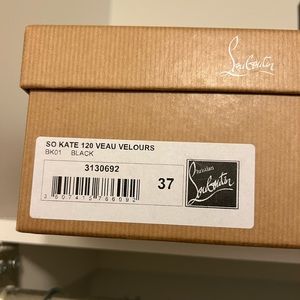 Louboutin
SO KATE 120 VEAU VELOURS
BK01 BLACK
3130692
37
Christian
Louboutin